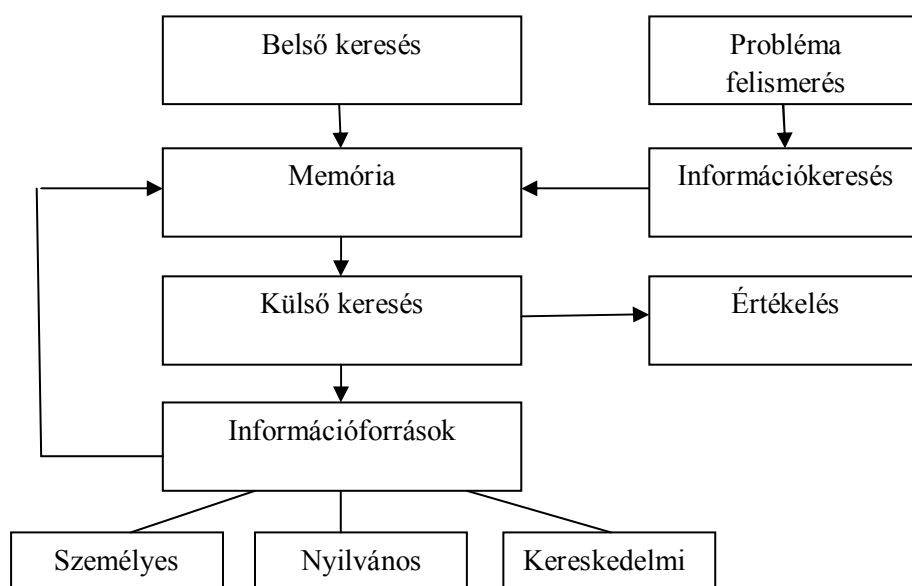 Belső keresés
Probléma
felismerés
Memória
Információkeresés
Külső keresés
Értékelés
Információforrások
Személyes
Nyilvános
Kereskedelmi